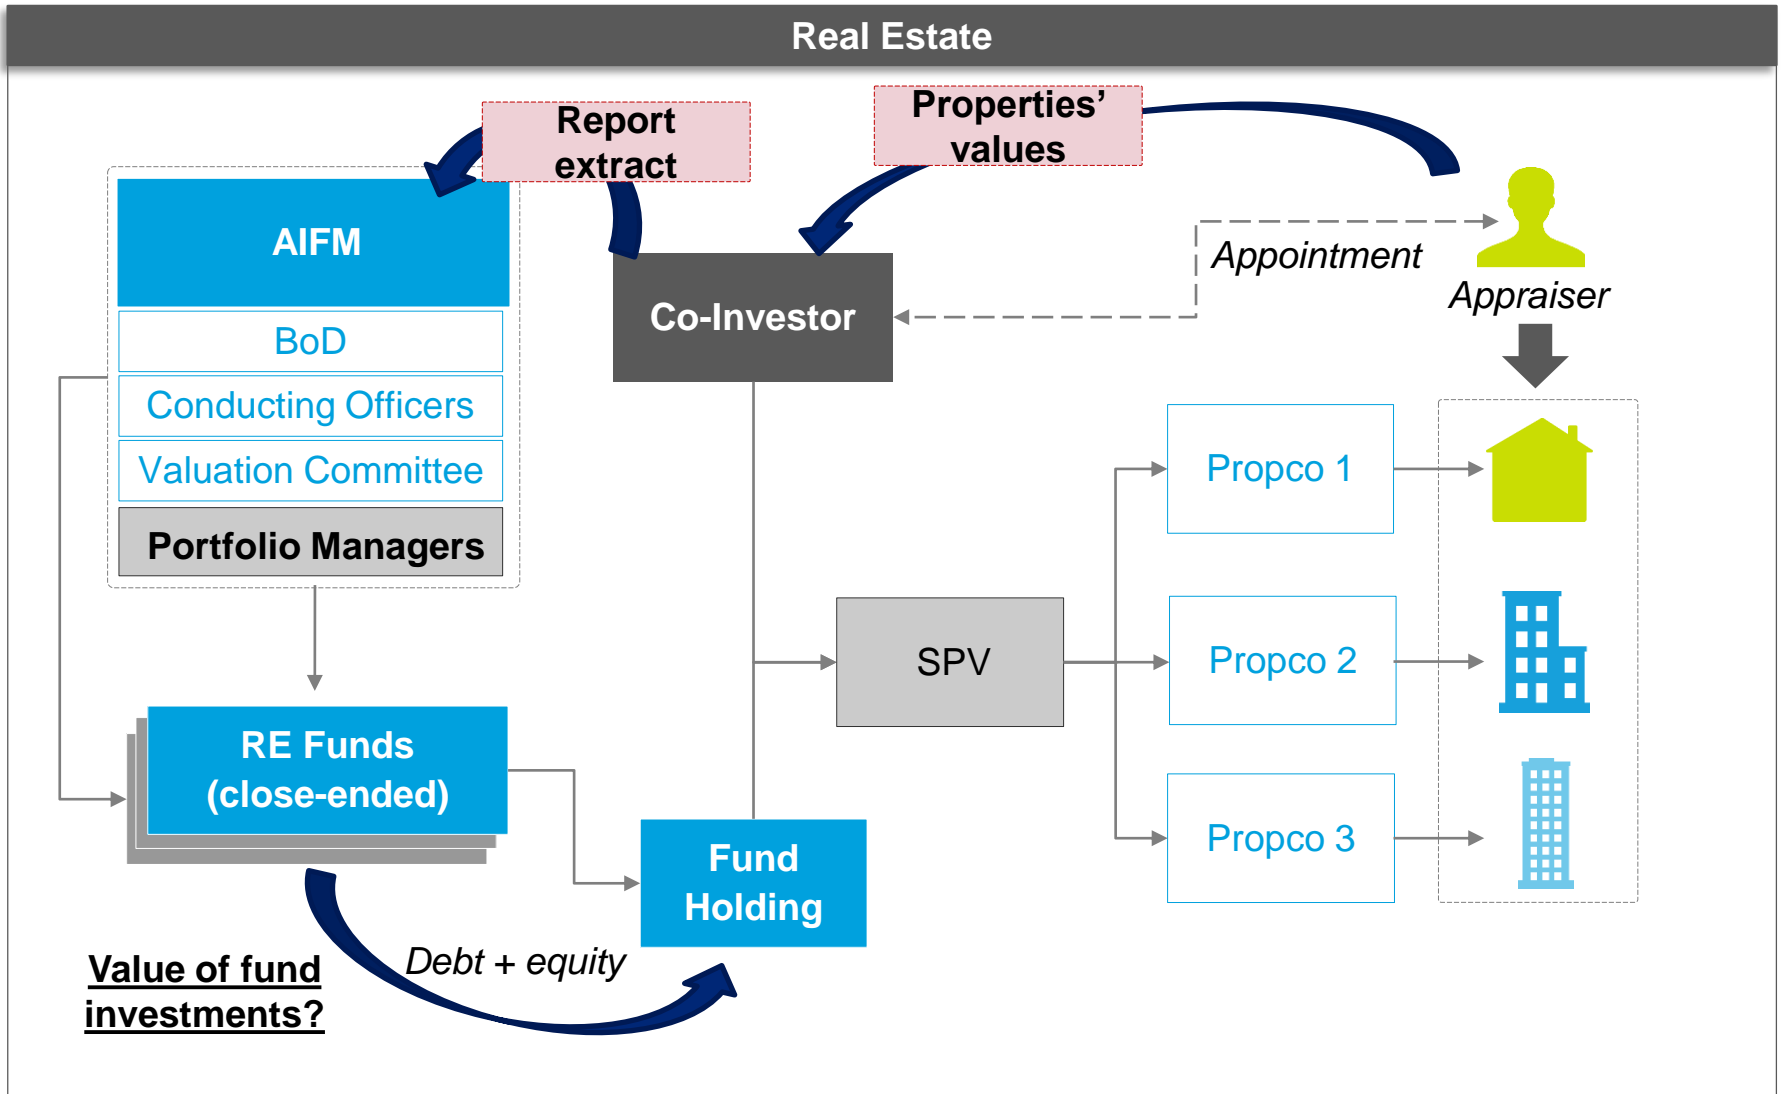 Real Estate
Report
extract
Properties’
values
AIFM
BoD
Conducting Officers
Valuation Committee
Portfolio Managers
Co-Investor
Appointment
Appraiser
Propco 1
SPV
Propco 2
Propco 3
RE Funds
(close-ended)
Fund
Holding
Debt + equity
Value of fund
investments?